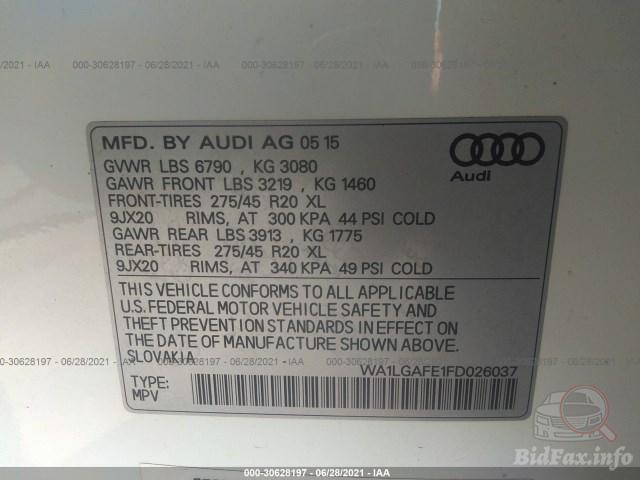 000-30628197 - 06/28/2021 - IAA
MFD. BY AUDI AG 05 15
GVWR LBS 6790 , KG 3080
GAWR FRONT LBS 3219 , KG 1460
FRONT-TIRES 275/45 R20 XL
9JX20 RIMS, AT 300 KPA 44 PSI COLD
GAWR REAR LBS 3913 , KG 1775
REAR-TIRES 275/45 R20 XL
9JX20 RIMS, AT 340 KPA 49 PSI COLD
Audi
THIS VEHICLE CONFORMS TO ALL APPLICABLE
U.S. FEDERAL MOTOR VEHICLE SAFETY AND
THEFT PREVENTION STANDARDS IN EFFECT ON
THE DATE OF MANUFACTURE SHOWN ABOVE.
SLOVAKIA
000-30628197 - 06/28/2021 - IAA
WA1LGAFE1FD026037
TYPE:
MPV
BidFax.info
000-30628197 - 06/28/2021 - IAA